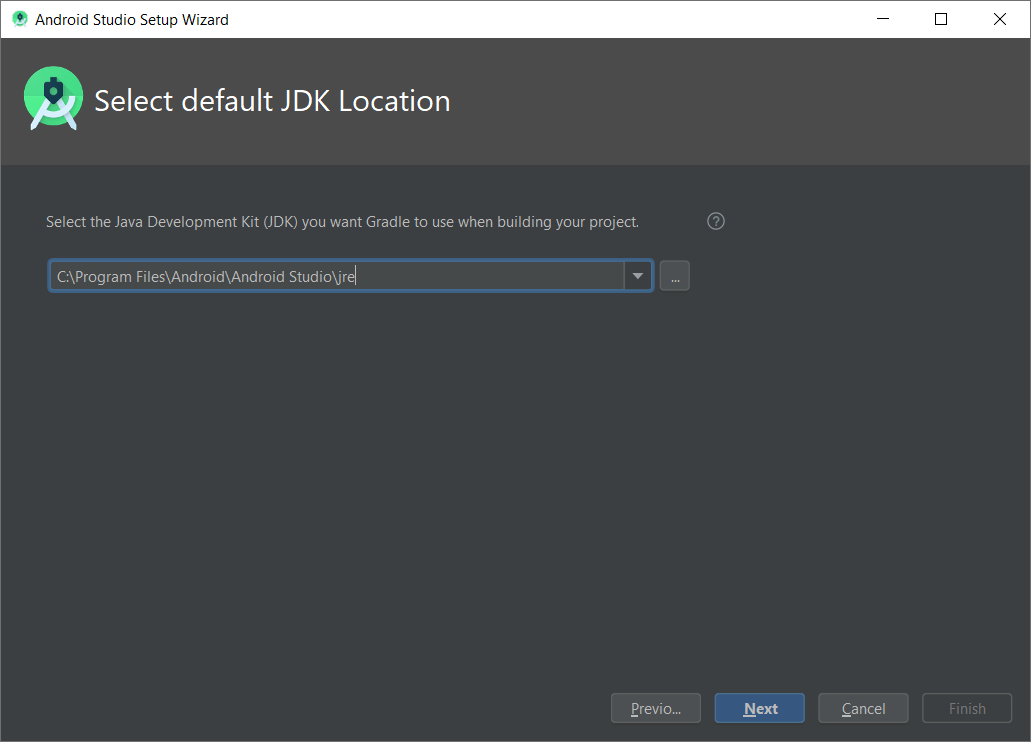 Android Studio Setup Wizard
Select default JDK Location
Select the Java Development Kit (JDK) you want Gradle to use when building your project.
?
C:\Program Files\Android\Android Studio\jre
...
Previo...
Next
Cancel
Finish